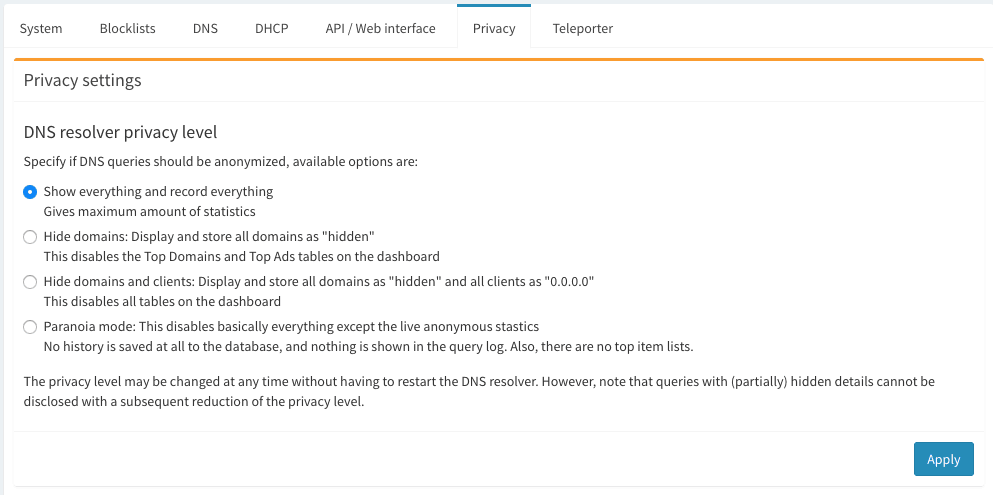 System Blocklists DNS DHCP API / Web interface Privacy Teleporter
Privacy settings
DNS resolver privacy level
Specify if DNS queries should be anonymized, available options are:
Show everything and record everything
Gives maximum amount of statistics
Hide domains: Display and store all domains as "hidden"
This disables the Top Domains and Top Ads tables on the dashboard
Hide domains and clients: Display and store all domains as "hidden" and all clients as "0.0.0.0"
This disables all tables on the dashboard
Paranoia mode: This disables basically everything except the live anonymous stastics
No history is saved at all to the database, and nothing is shown in the query log. Also, there are no top item lists.
The privacy level may be changed at any time without having to restart the DNS resolver. However, note that queries with (partially) hidden details cannot be
disclosed with a subsequent reduction of the privacy level.
Apply